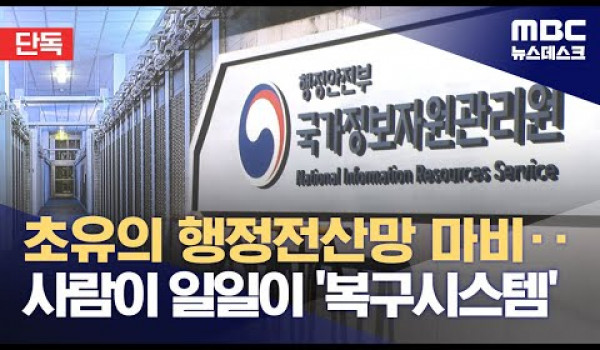 단독
MBC
뉴스데스크
행정안전부
국가정보자원관리원
National Information Resources Service
초유의 행정전산망 마비‥
사람이 일일이 '복구시스템'